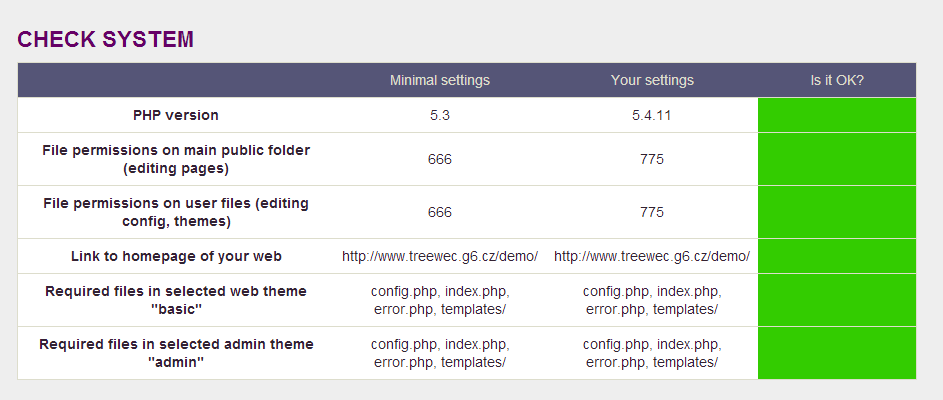 CHECK SYSTEM
Minimal settings Your settings Is it OK?
PHP version 5.3 5.4.11
File permissions on main public folder
(editing pages) 666 775
File permissions on user files (editing
config, themes) 666 775
Link to homepage of your web http://www.treewec.g6.cz/demo/ http://www.treewec.g6.cz/demo/
Required files in selected web theme config.php, index.php, config.php, index.php,
"basic" error.php, templates/ error.php, templates/
Required files in selected admin theme config.php, index.php, config.php, index.php,
"admin" error.php, templates/ error.php, templates/